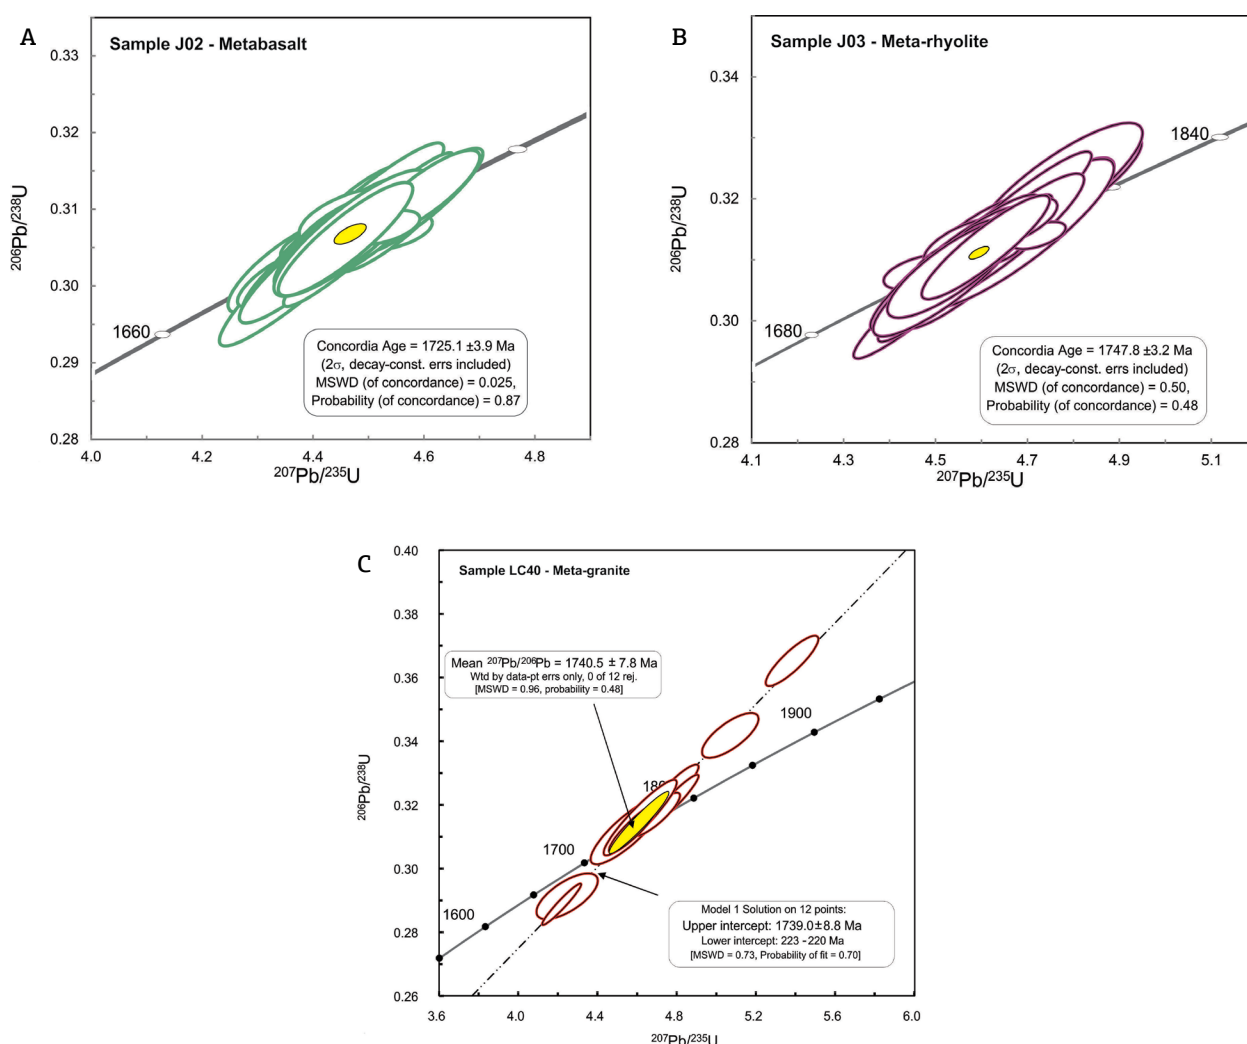 A
Sample J02 - Metabasalt
0.33
0.32
0.31
0.30
0.29
0.28
206Pb/238U
1660
Concordia Age = 1725.1 ±3.9 Ma
(2σ, decay-const. errs included)
MSWD (of concordance) = 0.025,
Probability (of concordance) = 0.87
4.0 4.2 4.4 4.6 4.8
207Pb/235U
B
Sample J03 - Meta-rhyolite
0.34
0.32
0.30
0.28
206Pb/238U
1840
1680
Concordia Age = 1747.8 ±3.2 Ma
(2σ, decay-const. errs included)
MSWD (of concordance) = 0.50,
Probability (of concordance) = 0.48
4.1 4.3 4.5 4.7 4.9 5.1
207Pb/235U
C
Sample LC40 - Meta-granite
0.40
0.38
0.36
0.34
0.32
0.30
0.28
0.26
206Pb/238U
Mean 207Pb/206Pb = 1740.5 ± 7.8 Ma
Wtd by data-pt errs only, 0 of 12 rej.
[MSWD = 0.96, probability = 0.48]
1900
1700
1600
Model 1 Solution on 12 points:
Upper intercept: 1739.0±8.8 Ma
Lower intercept: 223 -220 Ma
[MSWD = 0.73, Probability of fit = 0.70]
3.6 4.0 4.4 4.8 5.2 5.6 6.0
207Pb/235U